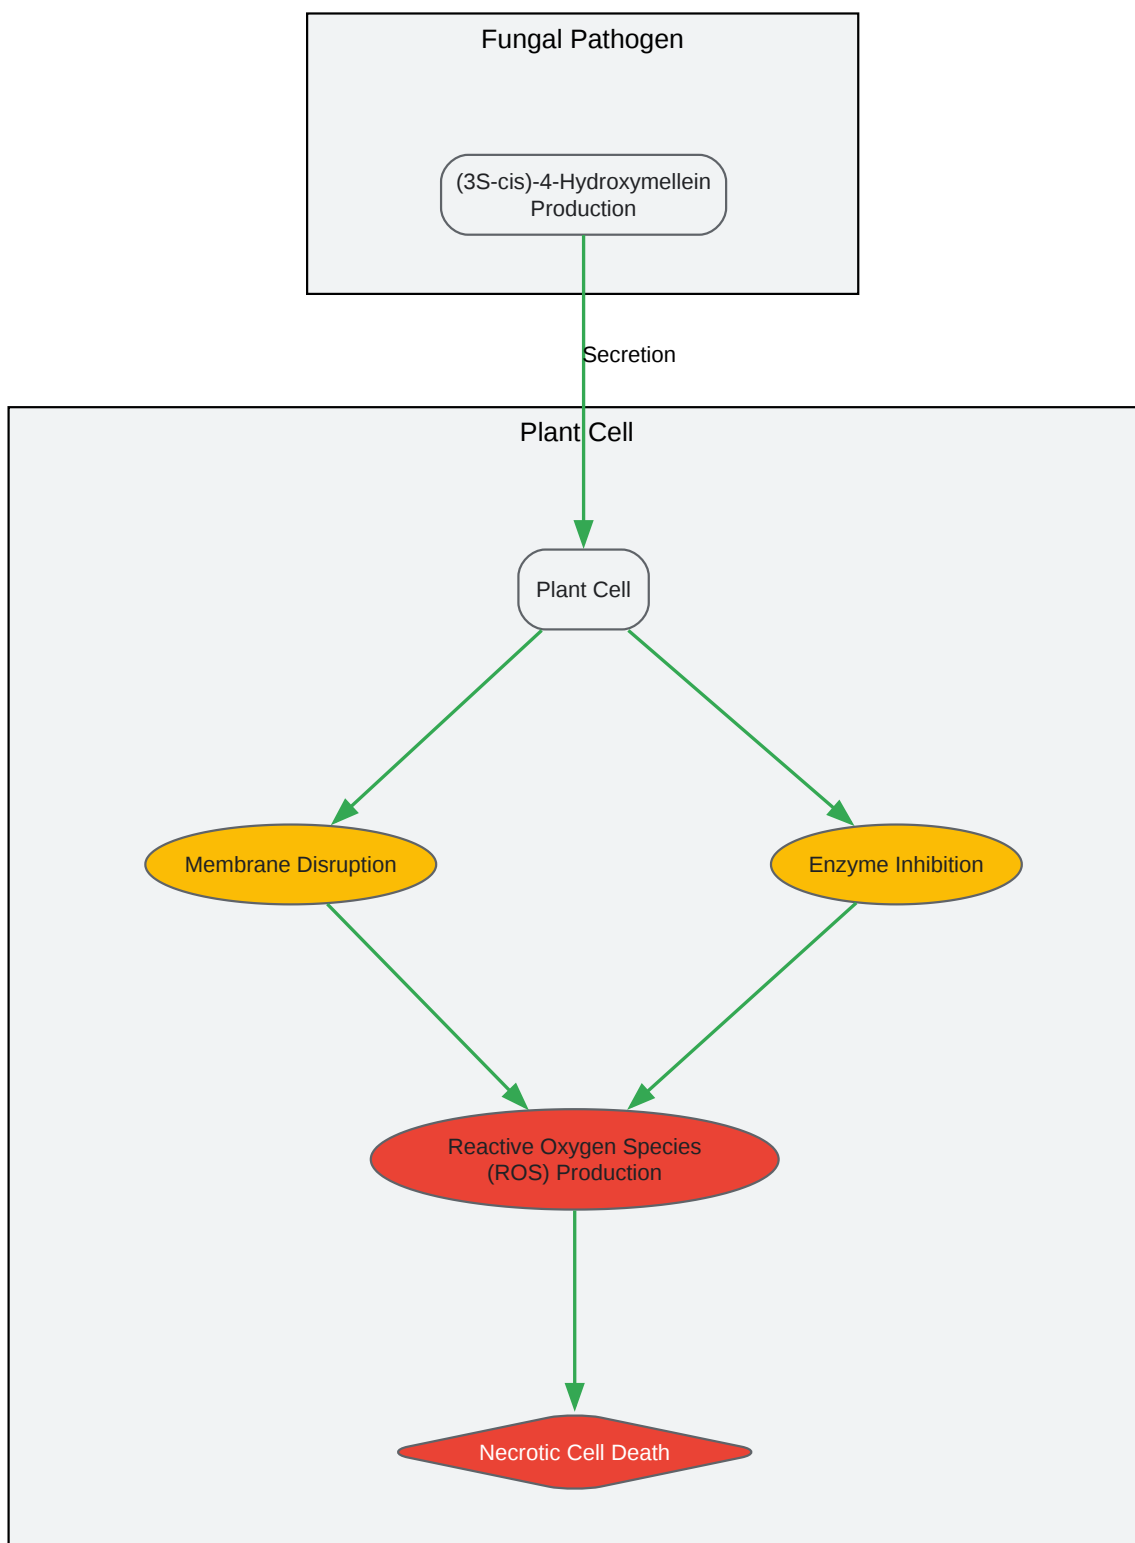 Fungal Pathogen
(3S-cis)-4-Hydroxymellein
Production
Secretion
Plant Cell
Plant Cell
Membrane Disruption
Enzyme Inhibition
Reactive Oxygen Species
(ROS) Production
Necrotic Cell Death